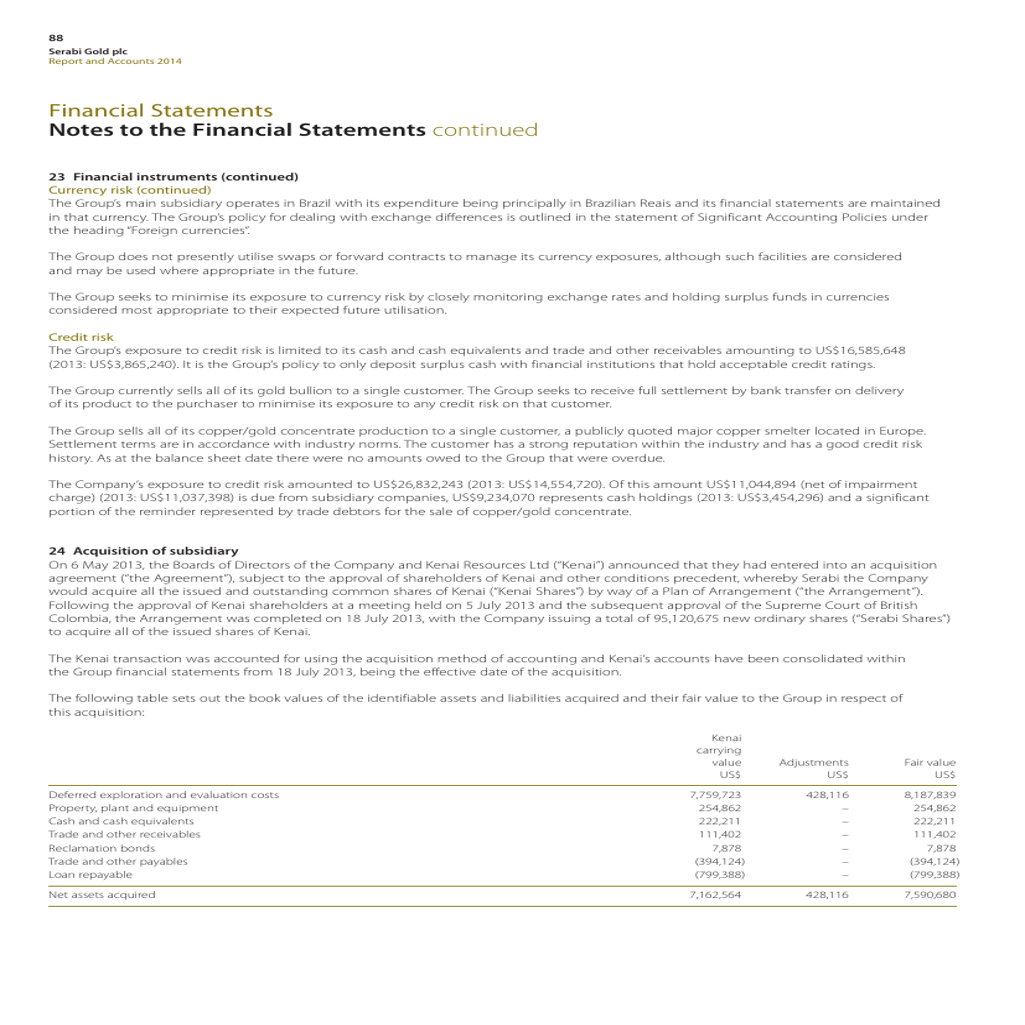 88
Serabi Gold plc
Report and Accounts 2014
Financial Statements
Notes to the Financial Statements continued
23 Financial instruments (continued)
Currency risk (continued)
The Group's main subsidiary operates in Brazil with its expenditure being principally in Brazilian Reais and its financial statements are maintained
in that currency. The Group's policy for dealing with exchange differences is outlined in the statement of Significant Accounting Policies under
the heading "Foreign currencies".
The Group does not presently utilise swaps or forward contracts to manage its currency exposures, although such facilities are considered
and may be used where appropriate in the future.
The Group seeks to minimise its exposure to currency risk by closely monitoring exchange rates and holding surplus funds in currencies
considered most appropriate to their expected future utilisation.
Credit risk
The Group's exposure to credit risk is limited to its cash and cash equivalents and trade and other receivables amounting to US$16,585,648
(2013: US$3,865,240). It is the Group's policy to only deposit surplus cash with financial institutions that hold acceptable credit ratings.
The Group currently sells all of its gold bullion to a single customer. The Group seeks to receive full settlement by bank transfer on delivery
of its product to the purchaser to minimise its exposure to any credit risk on that customer.
The Group sells all of its copper/gold concentrate production to a single customer, a publicly quoted major copper smelter located in Europe.
Settlement terms are in accordance with industry norms. The customer has a strong reputation within the industry and has a good credit risk
history. As at the balance sheet date there were no amounts owed to the Group that were overdue.
The Company's exposure to credit risk amounted to US$26,832,243 (2013: US$14,554,720). Of this amount US$11,044,894 (net of impairment
charge) (2013: US$11,037,398) is due from subsidiary companies, US$9,234,070 represents cash holdings (2013: US$3,454,296) and a significant
portion of the reminder represented by trade debtors for the sale of copper/gold concentrate.
24 Acquisition of subsidiary
On 6 May 2013, the Boards of Directors of the Company and Kenai Resources Ltd ("Kenai") announced that they had entered into an acquisition
agreement ("the Agreement"), subject to the approval of shareholders of Kenai and other conditions precedent, whereby Serabi the Company
would acquire all the issued and outstanding common shares of Kenai ("Kenai Shares") by way of a Plan of Arrangement ("the Arrangement").
Following the approval of Kenai shareholders at a meeting held on 5 July 2013 and the subsequent approval of the Supreme Court of British
Colombia, the Arrangement was completed on 18 July 2013, with the Company issuing a total of 95,120,675 new ordinary shares ("Serabi Shares")
to acquire all of the issued shares of Kenai.
The Kenai transaction was accounted for using the acquisition method of accounting and Kenai's accounts have been consolidated within
the Group financial statements from 18 July 2013, being the effective date of the acquisition.
The following table sets out the book values of the identifiable assets and liabilities acquired and their fair value to the Group in respect of
this acquisition:
Kenai
carrying
value Adjustments Fair value
US$ US$ US$
Deferred exploration and evaluation costs 7,759,723 428,116 8,187,839
Property, plant and equipment 254,862 – 254,862
Cash and cash equivalents 222,211 – 222,211
Trade and other receivables 111,402 – 111,402
Reclamation bonds 7,878 – 7,878
Trade and other payables (394,124) – (394,124)
Loan repayable (799,388) – (799,388)
Net assets acquired 7,162,564 428,116 7,590,680